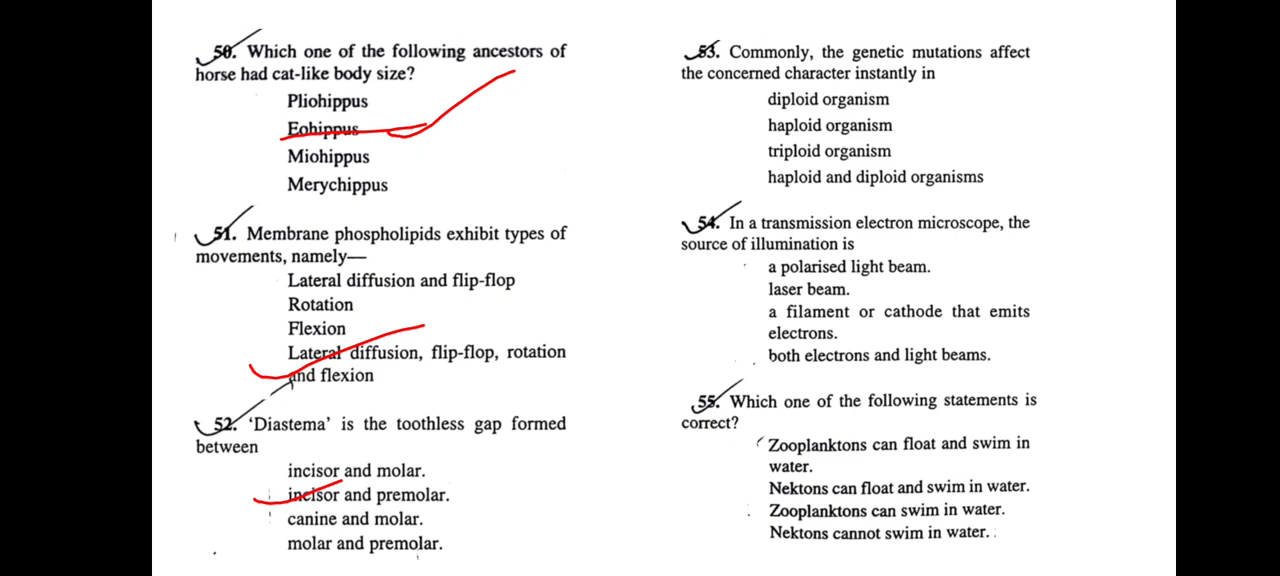 50. Which one of the following ancestors of
horse had cat-like body size?
Pliohippus
Eohippus
Miohippus
Merychippus
51. Membrane phospholipids exhibit types of
movements, namely—
Lateral diffusion and flip-flop
Rotation
Flexion
Lateral diffusion, flip-flop, rotation
and flexion
52. 'Diastema' is the toothless gap formed
between
incisor and molar.
incisor and premolar.
canine and molar.
molar and premolar.
53. Commonly, the genetic mutations affect
the concerned character instantly in
diploid organism
haploid organism
triploid organism
haploid and diploid organisms
54. In a transmission electron microscope, the
source of illumination is
a polarised light beam.
laser beam.
a filament or cathode that emits
electrons.
both electrons and light beams.
55. Which one of the following statements is
correct?
Zooplanktons can float and swim in
water.
Nektons can float and swim in water.
Zooplanktons can swim in water.
Nektons cannot swim in water.